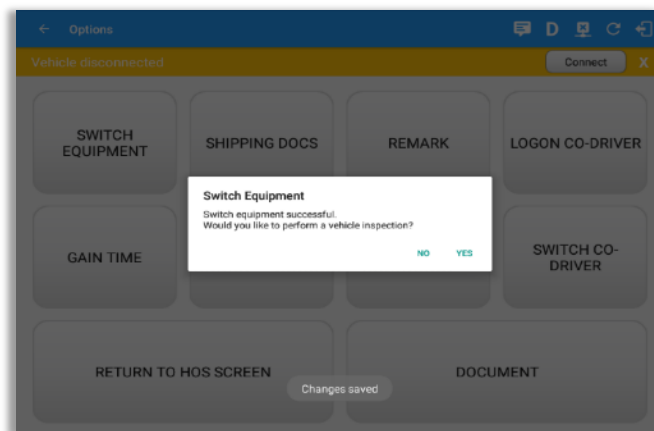 Options
D
Vehicle disconnected
Connect
X
SWITCH
EQUIPMENT
SHIPPING DOCS
REMARK
LOGON CO-DRIVER
Switch Equipment
Switch equipment successful.
Would you like to perform a vehicle inspection?
NO YES
GAIN TIME
SWITCH CO-
DRIVER
RETURN TO HOS SCREEN
DOCUMENT
Changes saved